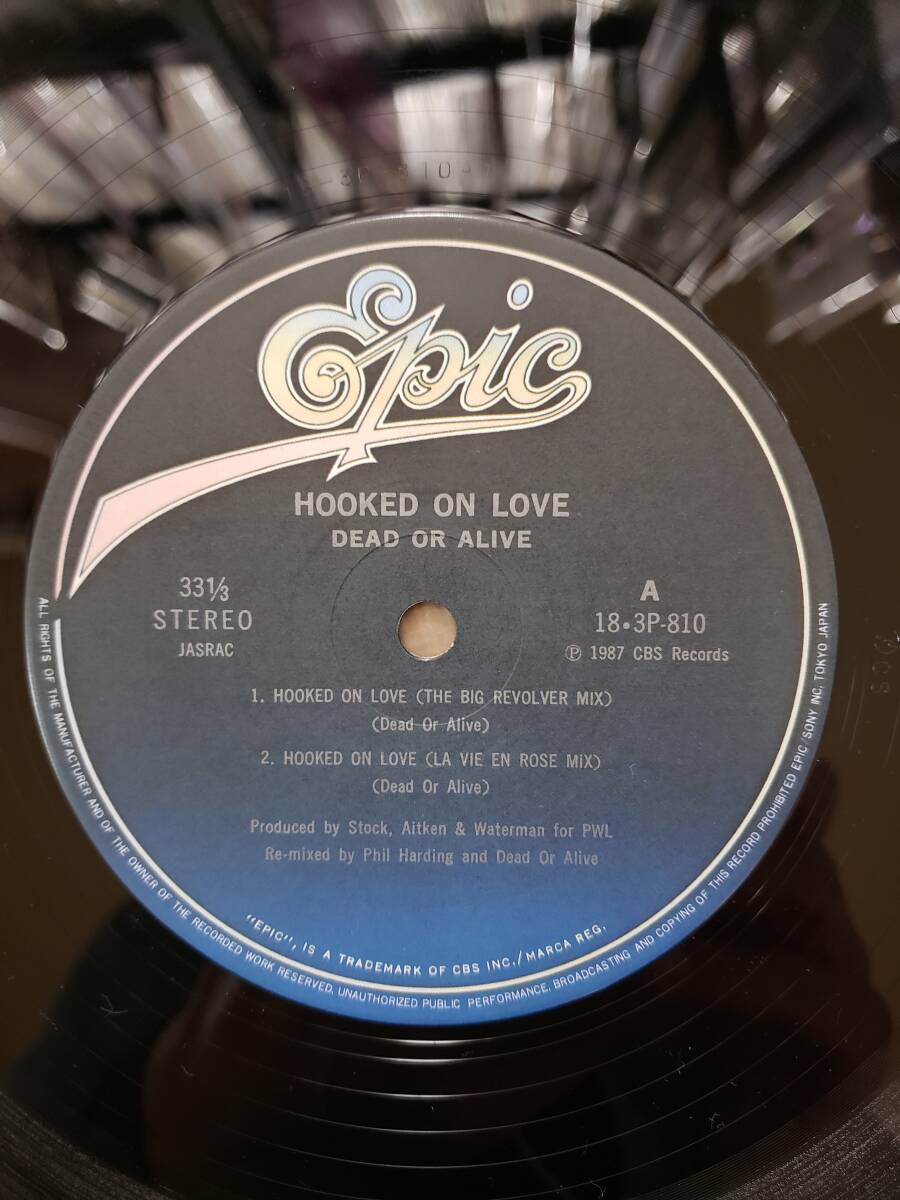 Epic
HOOKED ON LOVE
DEAD OR ALIVE
33⅓
STEREO
JASRAC
A
18・3P-810
Ⓟ 1987 CBS Records
1. HOOKED ON LOVE (THE BIG REVOLVER MIX)
(Dead Or Alive)
2. HOOKED ON LOVE (LA VIE EN ROSE MIX)
(Dead Or Alive)
Produced by Stock, Aitken & Waterman for PWL
Re-mixed by Phil Harding and Dead Or Alive
"EPIC", IS A TRADEMARK OF CBS INC./MARCA REG.
ALL RIGHTS OF THE MANUFACTURER AND OF THE OWNER OF THE RECORDED WORK RESERVED. UNAUTHORIZED PUBLIC PERFORMANCE, BROADCASTING AND COPYING OF THIS RECORD PROHIBITED EPIC/SONY INC. TOKYO JAPAN